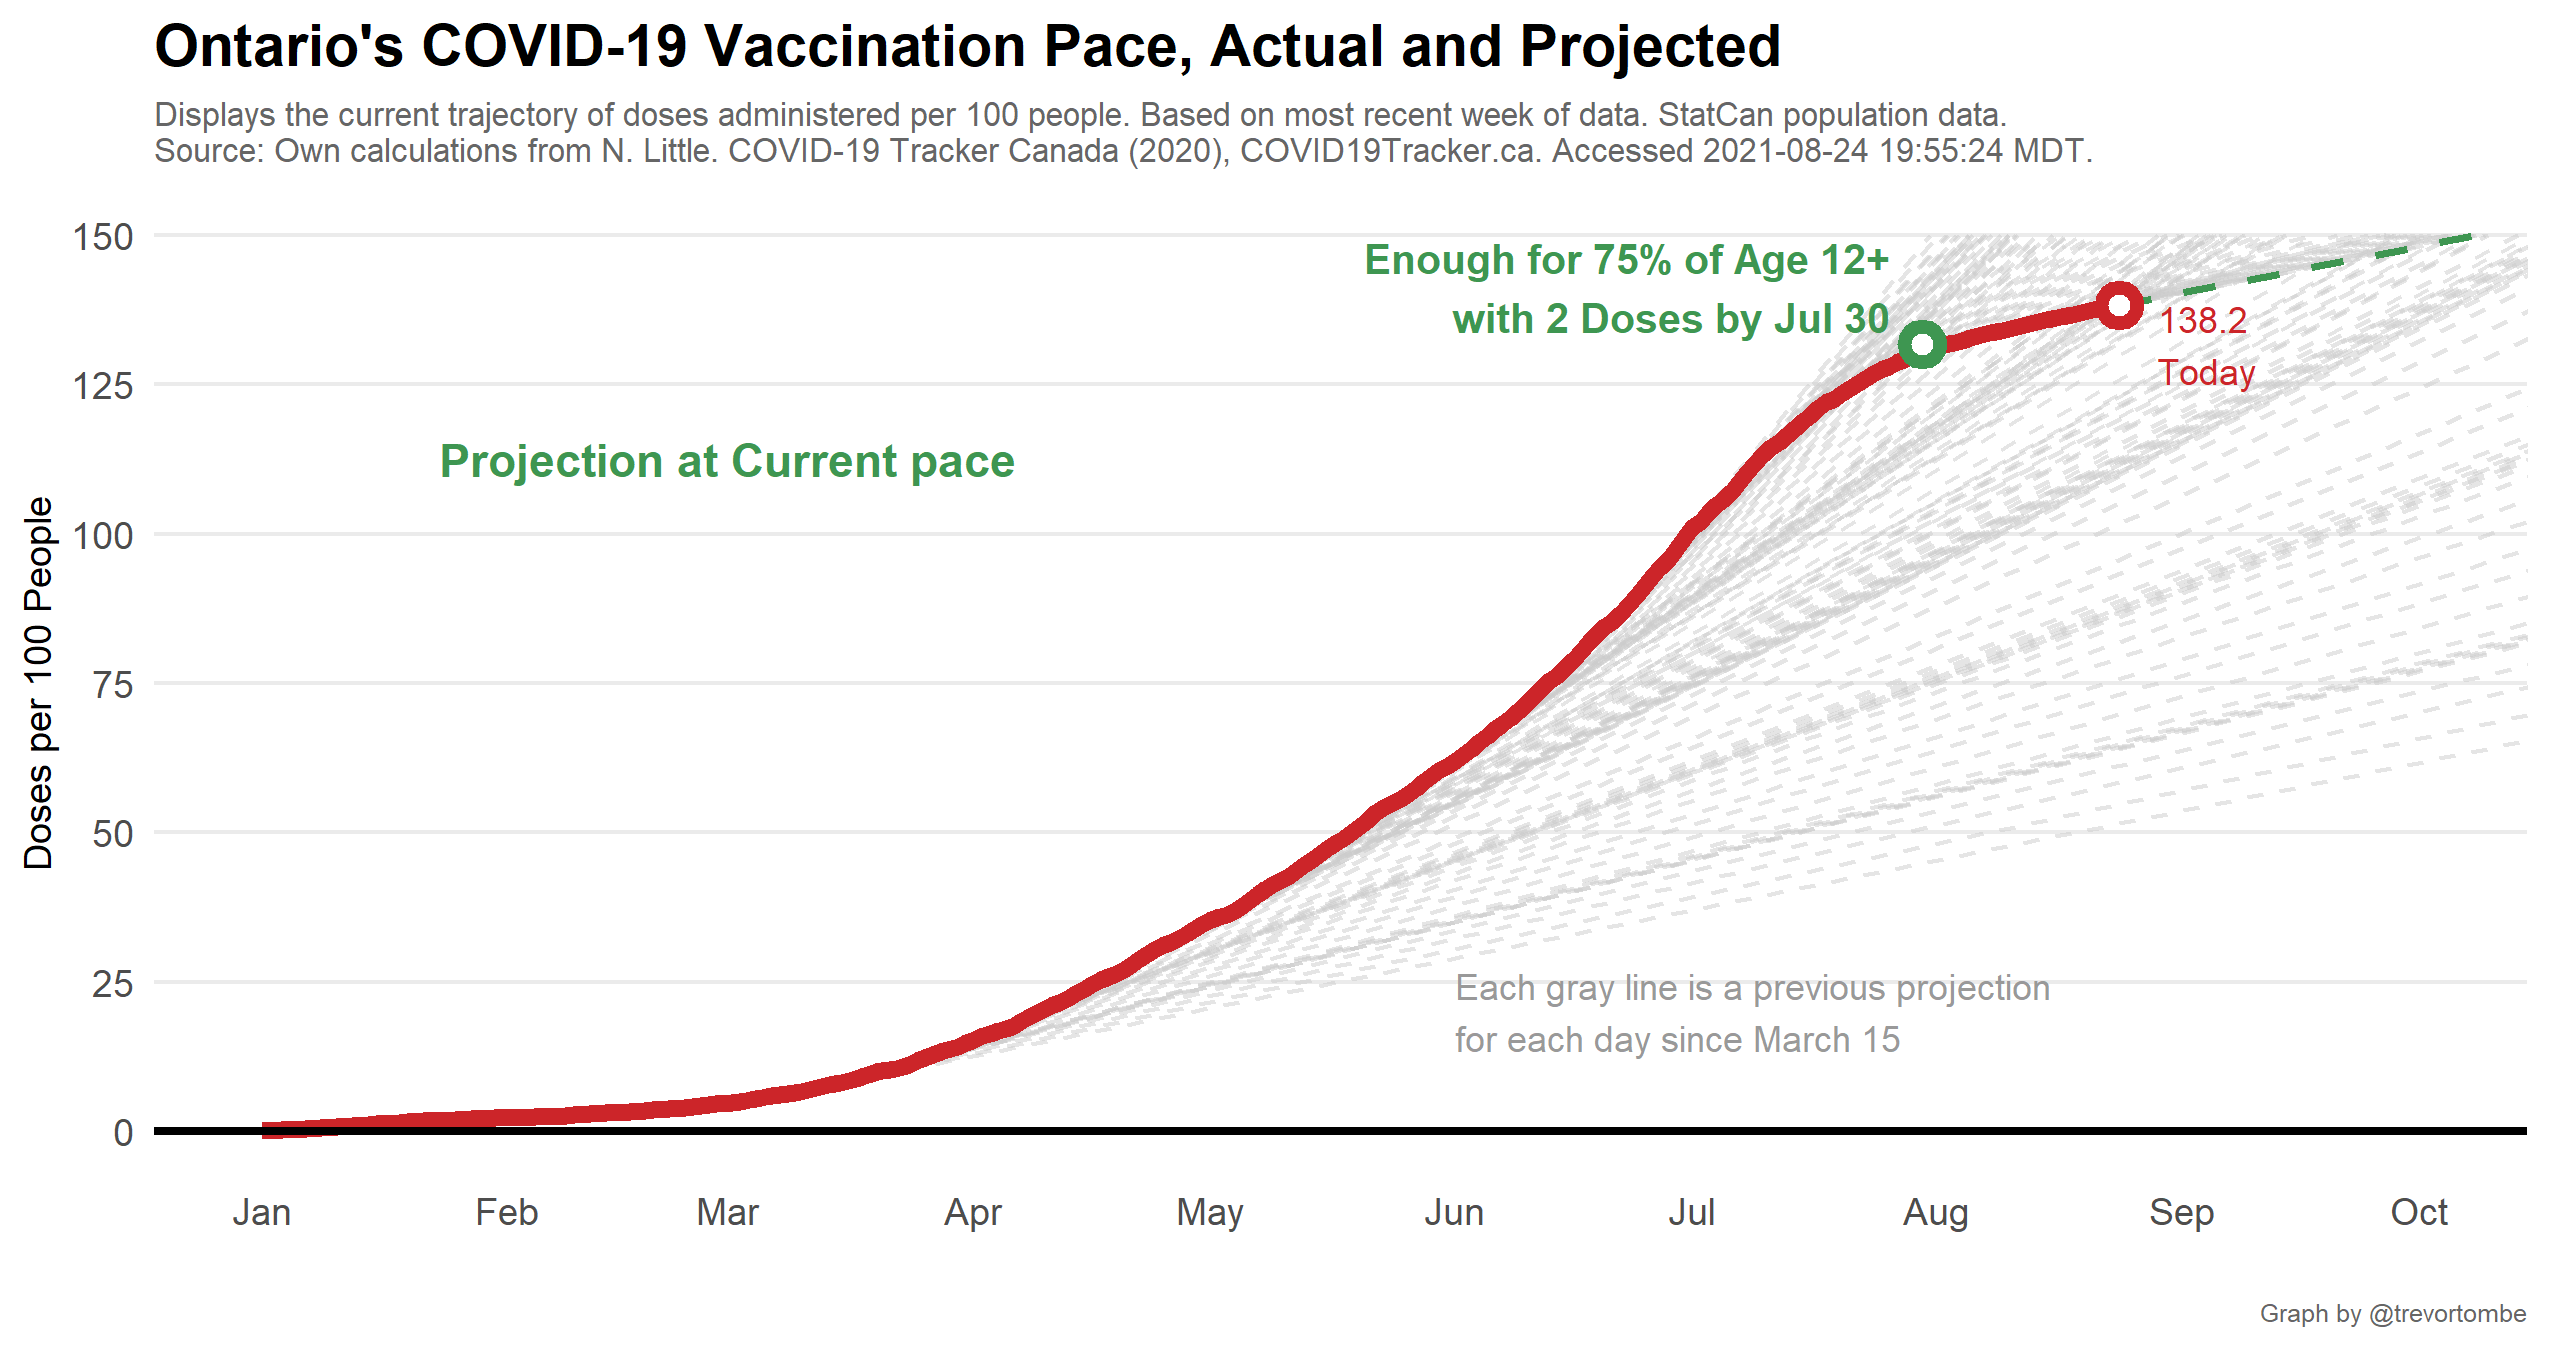 Ontario's COVID-19 Vaccination Pace, Actual and Projected
Displays the current trajectory of doses administered per 100 people. Based on most recent week of data. StatCan population data.
Source: Own calculations from N. Little. COVID-19 Tracker Canada (2020), COVID19Tracker.ca. Accessed 2021-08-24 19:55:24 MDT.
Doses per 100 People
150
125
100
75
50
25
0
Enough for 75% of Age 12+
with 2 Doses by Jul 30
138.2
Today
Projection at Current pace
Each gray line is a previous projection
for each day since March 15
Jan Feb Mar Apr May Jun Jul Aug Sep Oct
Graph by @trevortombe